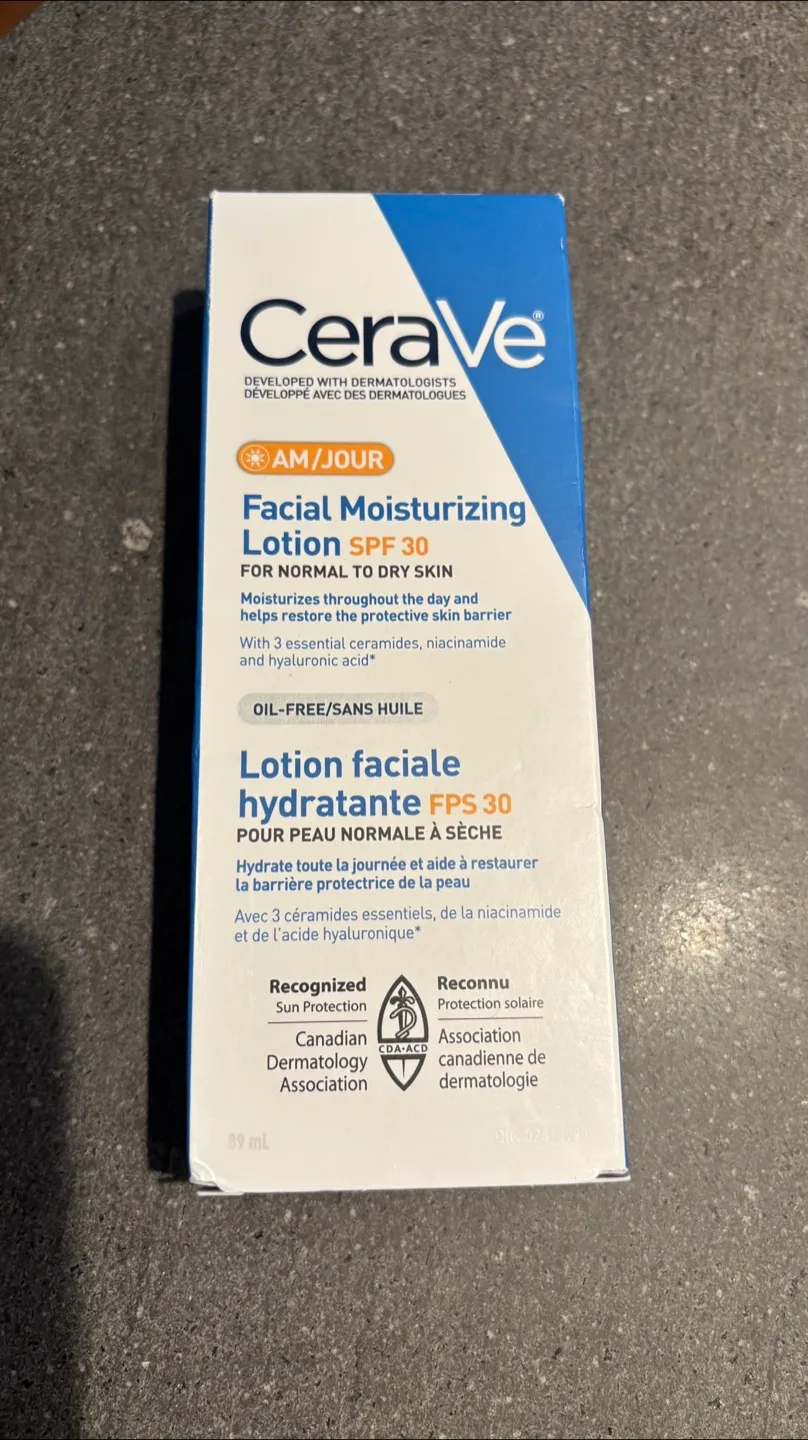 CeraVe®
DEVELOPED WITH DERMATOLOGISTS
DÉVELOPPÉ AVEC DES DERMATOLOGUES
AM/JOUR
Facial Moisturizing
Lotion SPF 30
FOR NORMAL TO DRY SKIN
Moisturizes throughout the day and
helps restore the protective skin barrier
With 3 essential ceramides, niacinamide
and hyaluronic acid*
OIL-FREE/SANS HUILE
Lotion faciale
hydratante FPS 30
POUR PEAU NORMALE À SÈCHE
Hydrate toute la journée et aide à restaurer
la barrière protectrice de la peau
Avec 3 céramides essentiels, de la niacinamide
et de l'acide hyaluronique*
Recognized
Sun Protection
Canadian
Dermatology
Association
CDA•ACD
Reconnu
Protection solaire
Association
canadienne de
dermatologie
89 mL